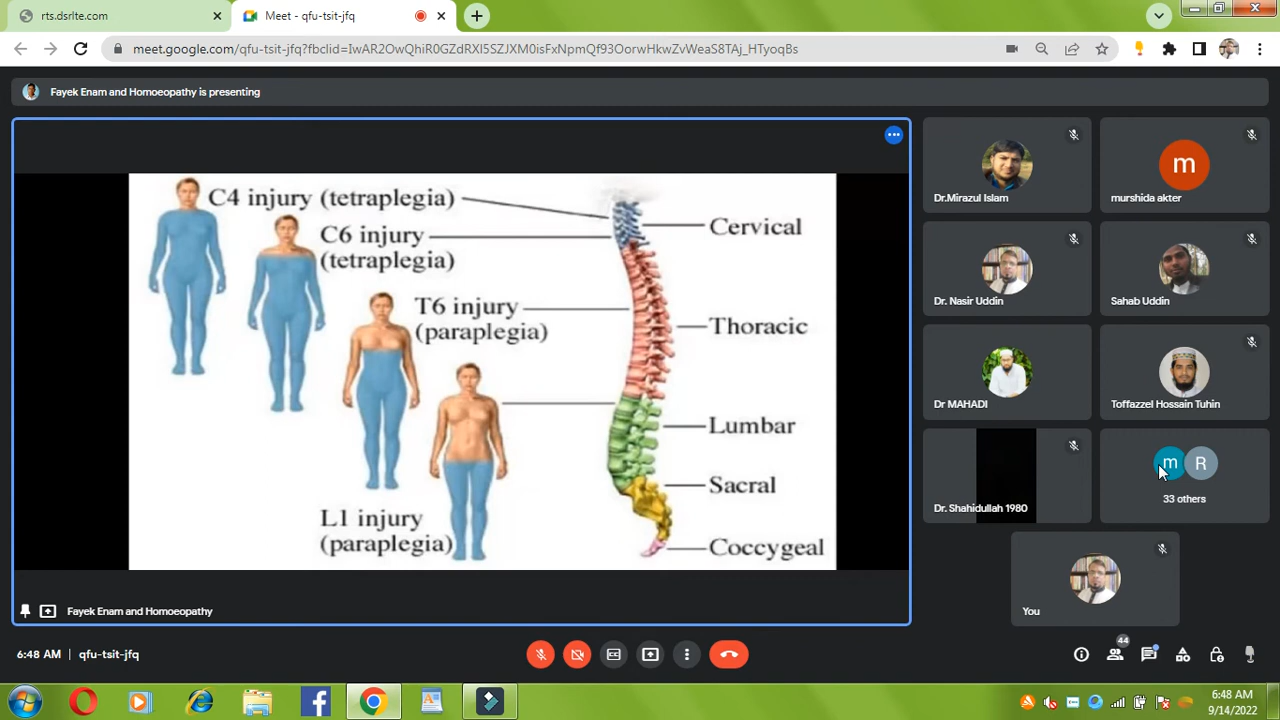 rts.dsrlte.com
Meet - qfu-tsit-jfq
meet.google.com/qfu-tsit-jfq?fbclid=IwAR2OwQhiR0GZdRXI5SZJXM0isFxNpmQf93OorwHkwZvWeaS8TAj_HTyoqBs
Fayek Enam and Homoeopathy is presenting
C4 injury (tetraplegia)
C6 injury
(tetraplegia)
T6 injury
(paraplegia)
L1 injury
(paraplegia)
Cervical
Thoracic
Lumbar
Sacral
Coccygeal
Fayek Enam and Homoeopathy
Dr.Mirazul Islam
m
murshida akter
Dr. Nasir Uddin
Sahab Uddin
Dr MAHADI
Toffazzel Hossain Tuhin
Dr. Shahidullah 1980
m R
33 others
You
6:48 AM | qfu-tsit-jfq
44
6:48 AM
9/14/2022